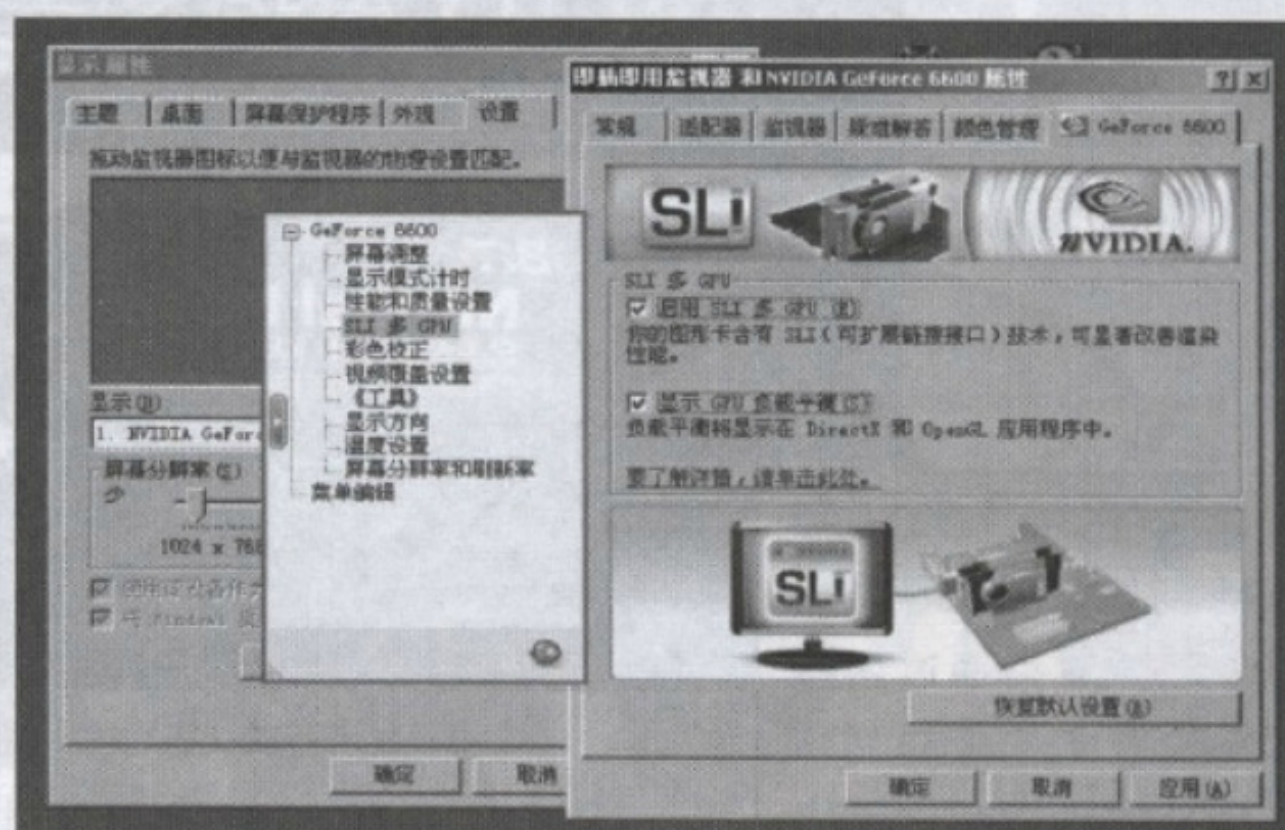 显示 属性
主题 桌面 屏幕保护程序 外观 设置
拖动监视器图标以便与监视器的物理设置匹配。
显示(D)
1. NVIDIA GeForc
屏幕分辨率(S)
少
1024 x 768
确定 取消
GeForce 6600
屏幕调整
显示模式计时
性能和质量设置
SLI 多 GPU
彩色校正
视频覆盖设置
《工具》
显示方向
温度设置
屏幕分辨率和刷新率
菜单编辑
即插即用监视器 和 NVIDIA GeForce 6600 属性
常规 适配器 监视器 疑难解答 颜色管理 GeForce 6600
SLI
NVIDIA.
SLI 多 GPU
启用 SLI 多 GPU (E)
你的图形卡含有 SLI(可扩展链接接口)技术,可显著改善渲染
性能。
显示 GPU 负载平衡(S)
负载平衡将显示在 DirectX 和 OpenGL 应用程序中。
要了解详情,请单击此处。
SLI
恢复默认设置(R)
确定 取消 应用(A)